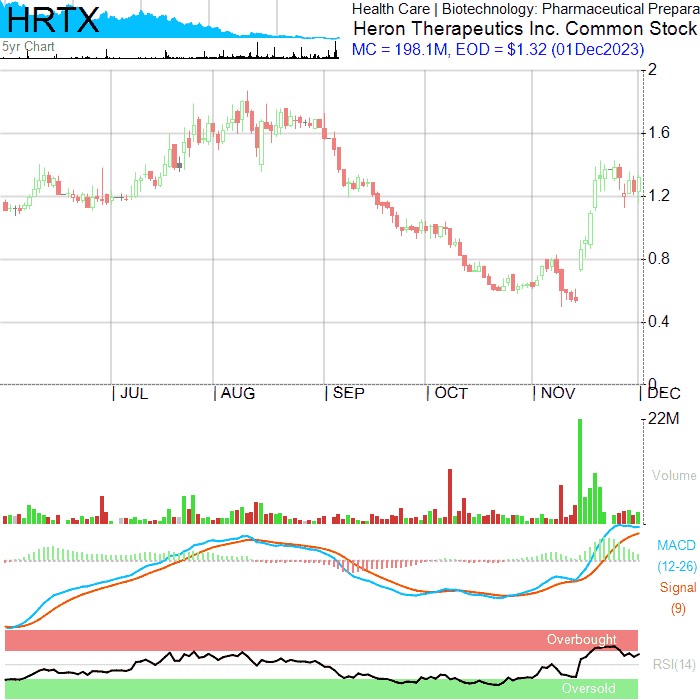 HRTX
5yr Chart
Health Care | Biotechnology: Pharmaceutical Prepara
Heron Therapeutics Inc. Common Stock
MC = 198.1M, EOD = $1.32 (01Dec2023)
2
1.6
1.2
0.8
0.4
0
JUL
AUG
SEP
OCT
NOV
DEC
22M
Volume
MACD
(12-26)
Signal
(9)
Overbought
RSI(14)
Oversold